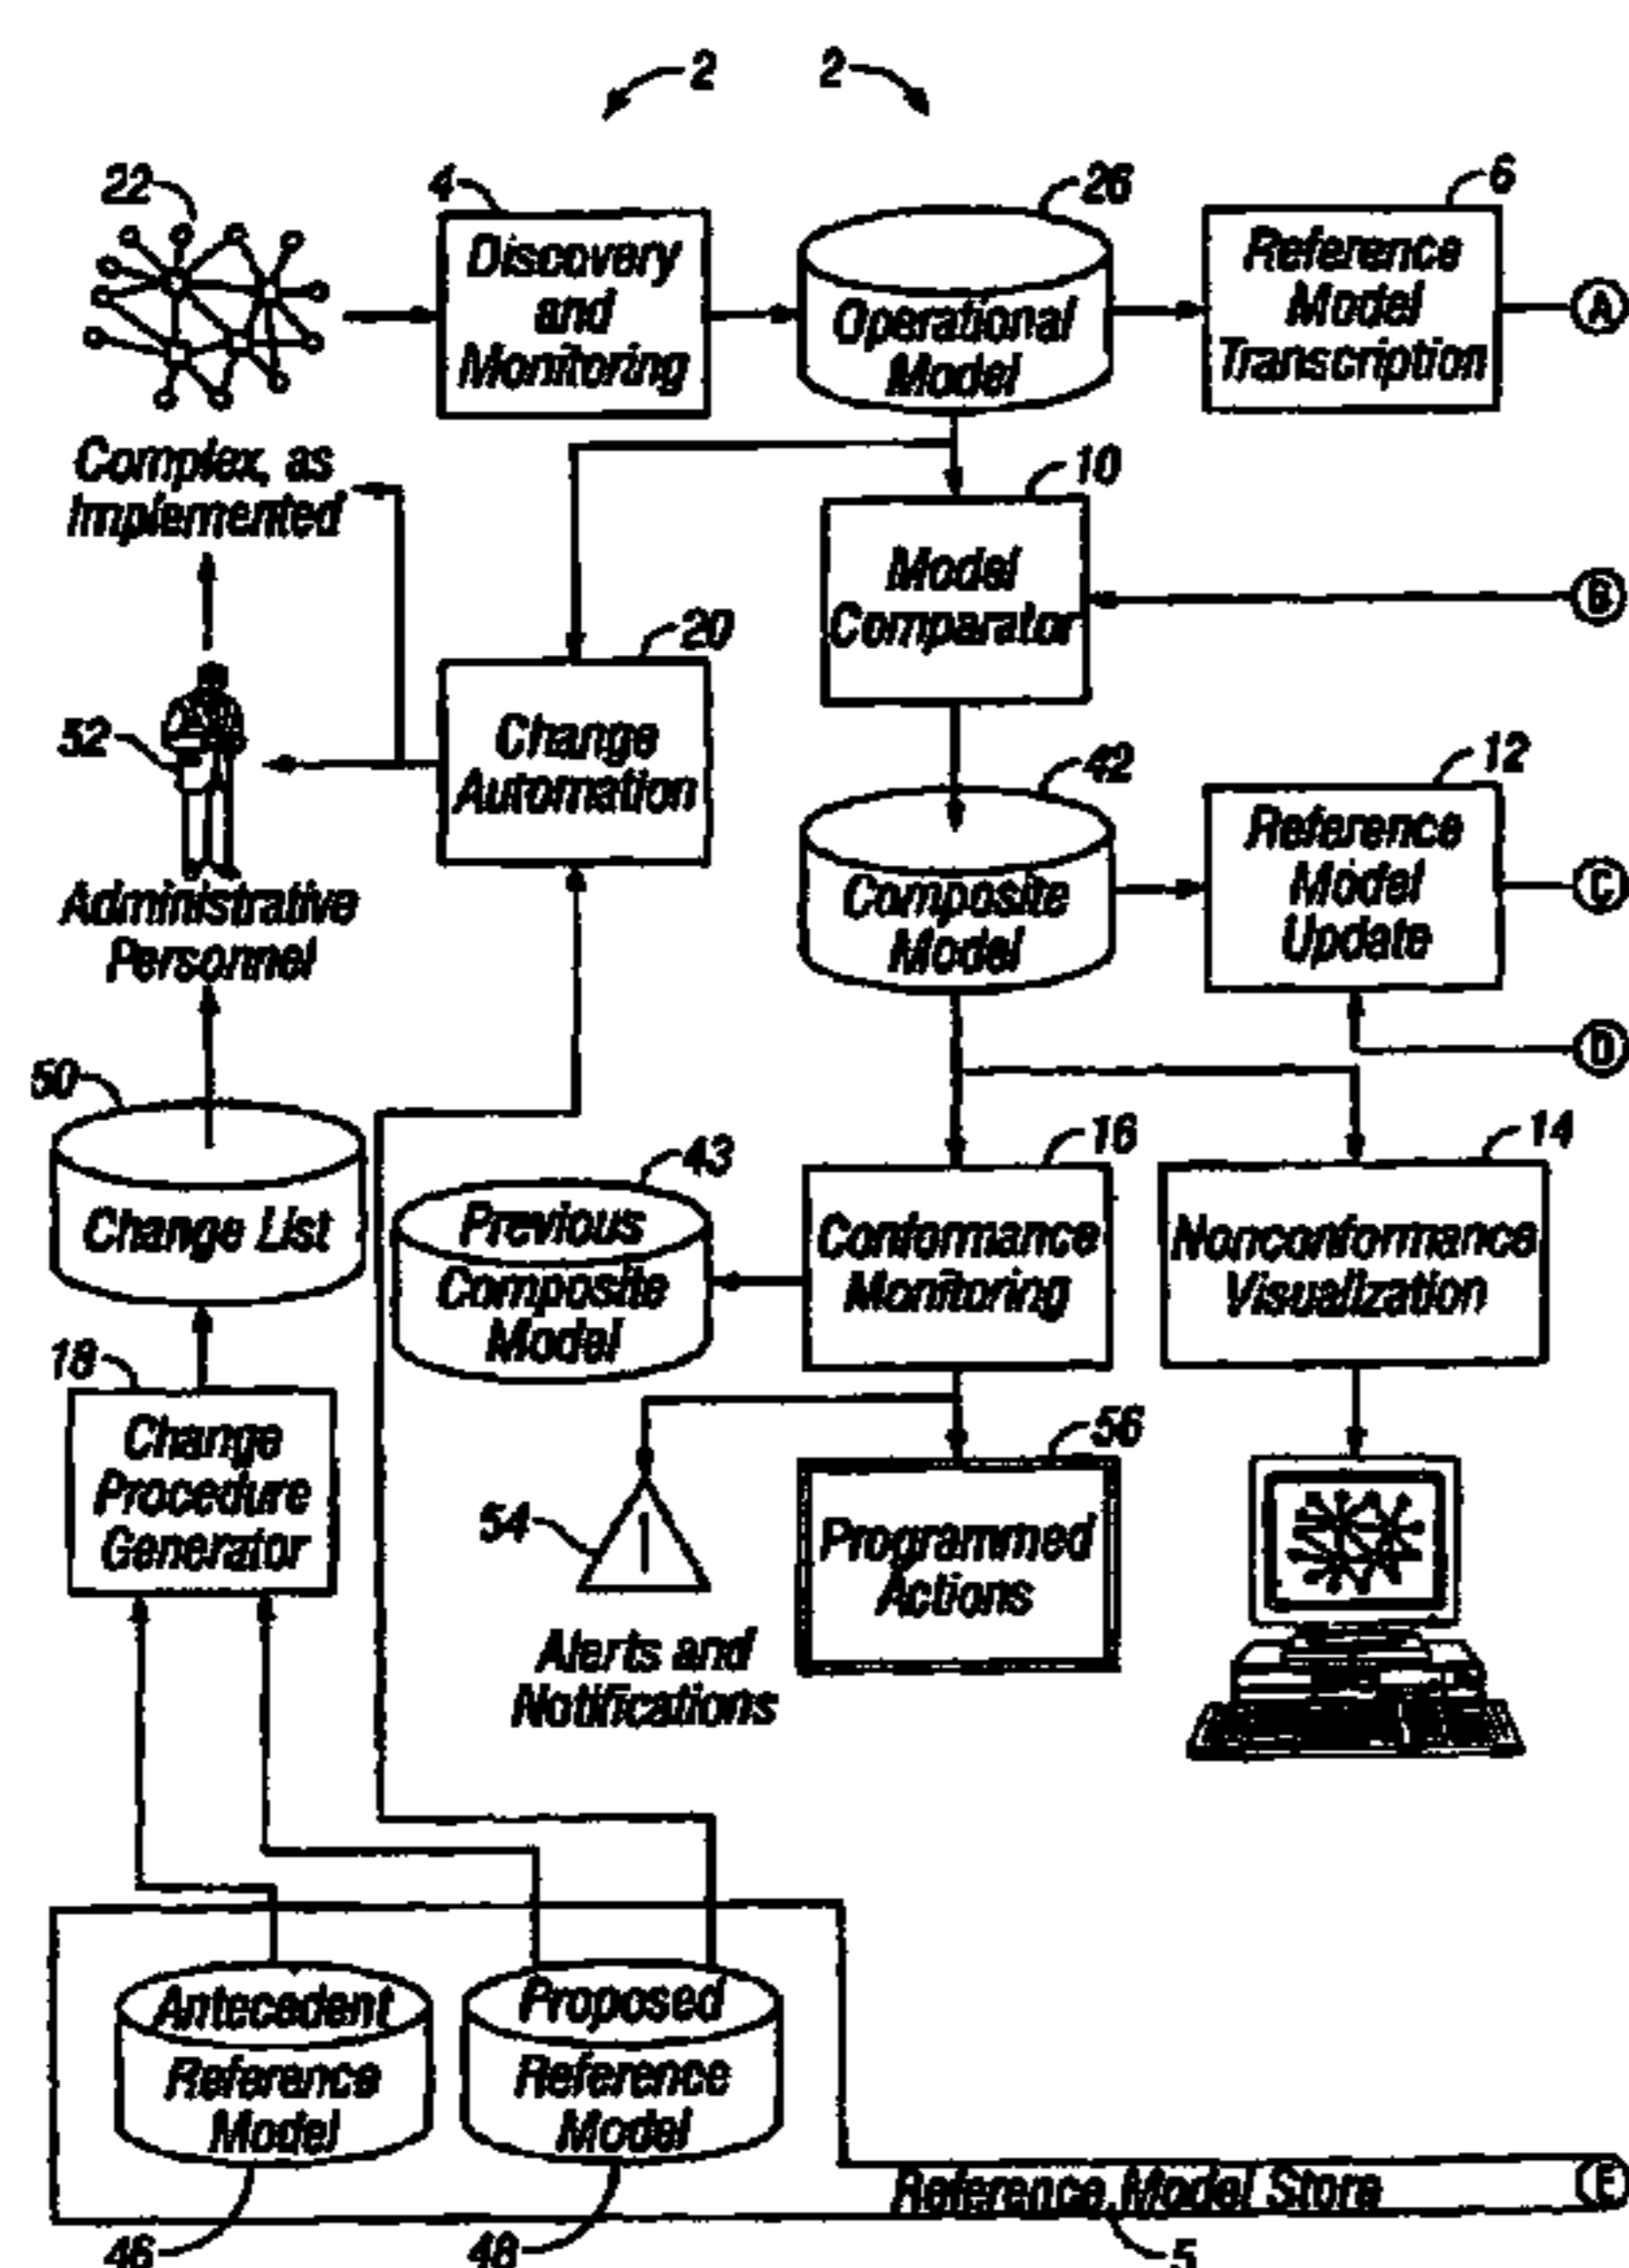 2 2
22 4 26 6
Discovery
and
Monitoring
Operational
Model
Reference
Model
Transcription
A
Complex, as
Implemented
10
Model
Comparator
B
20
Change
Automation
52
Administrative
Personnel
42
Composite
Model
12
Reference
Model
Update
C
D
50
Change List
43
Previous
Composite
Model
16
Conformance
Monitoring
14
Nonconformance
Visualization
18
Change
Procedure
Generator
54
Alerts and
Notifications
56
Programmed
Actions
Antecedent
Reference
Model
Proposed
Reference
Model
Reference Model Store
E
46 48 5